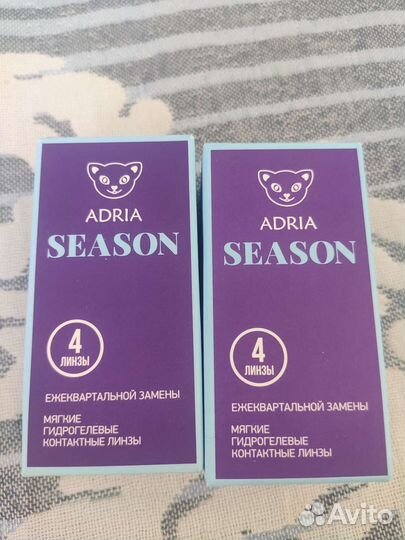 ADRIA
SEASON
4
ЛИНЗЫ
ЕЖЕКВАРТАЛЬНОЙ ЗАМЕНЫ
МЯГКИЕ
ГИДРОГЕЛЕВЫЕ
КОНТАКТНЫЕ ЛИНЗЫ
ADRIA
SEASON
4
ЛИНЗЫ
ЕЖЕКВАРТАЛЬНОЙ ЗАМЕНЫ
МЯГКИЕ
ГИДРОГЕЛЕВЫЕ
КОНТАКТНЫЕ ЛИНЗЫ
Avito